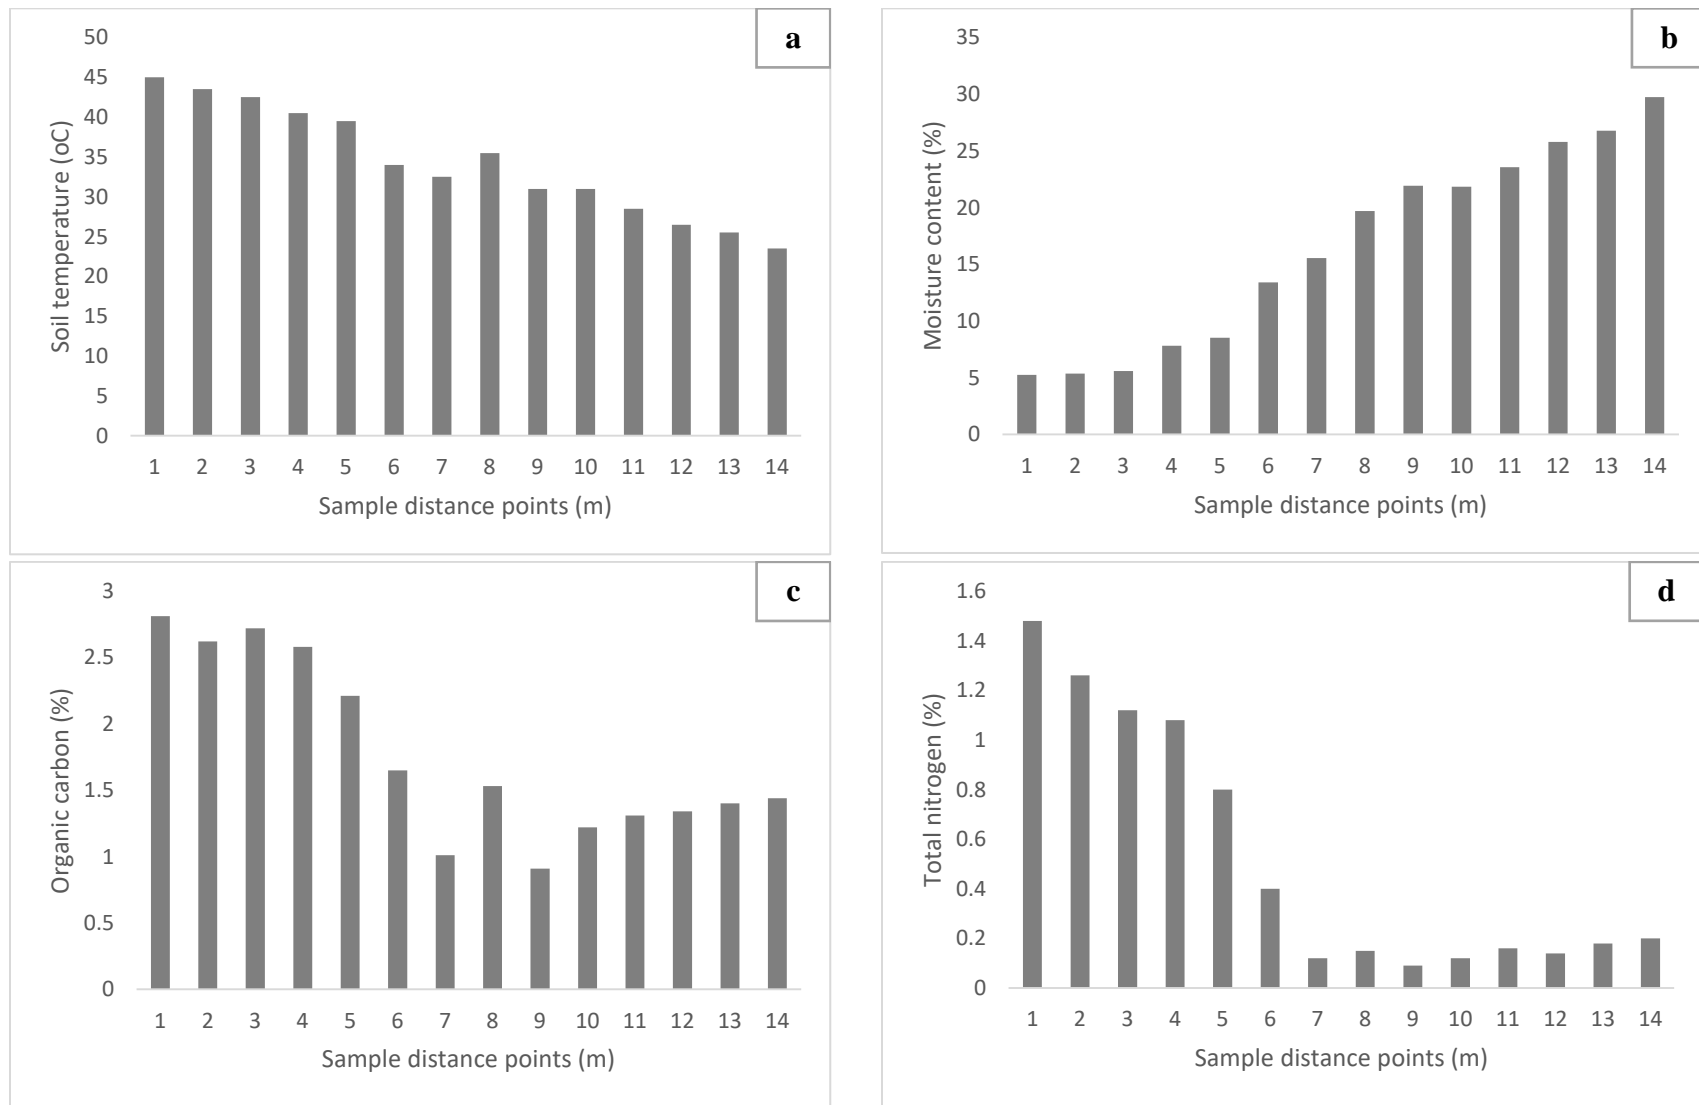 a
Soil temperature (oC)
50
45
40
35
30
25
20
15
10
5
0
1 2 3 4 5 6 7 8 9 10 11 12 13 14
Sample distance points (m)
b
Moisture content (%)
35
30
25
20
15
10
5
0
1 2 3 4 5 6 7 8 9 10 11 12 13 14
Sample distance points (m)
c
Organic carbon (%)
3
2.5
2
1.5
1
0.5
0
1 2 3 4 5 6 7 8 9 10 11 12 13 14
Sample distance points (m)
d
Total nitrogen (%)
1.6
1.4
1.2
1
0.8
0.6
0.4
0.2
0
1 2 3 4 5 6 7 8 9 10 11 12 13 14
Sample distance points (m)